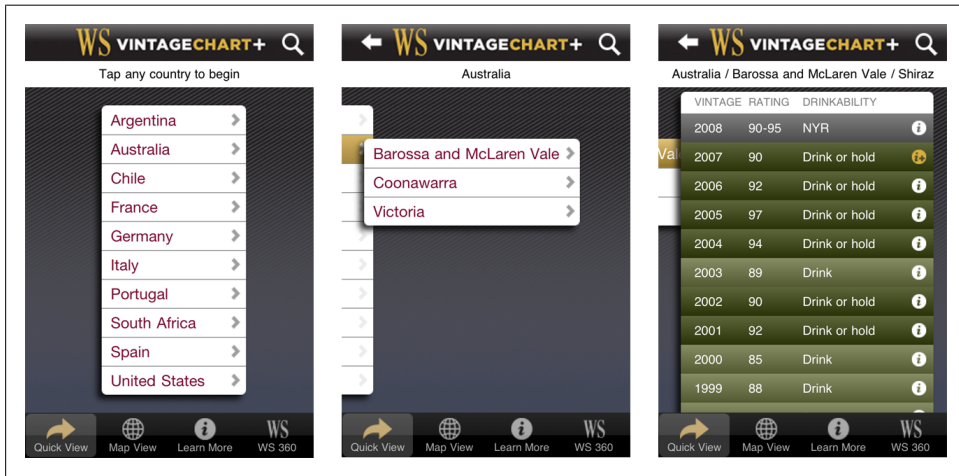 WS VINTAGECHART+
Tap any country to begin
Argentina
Australia
Chile
France
Germany
Italy
Portugal
South Africa
Spain
United States
Quick View
Map View
Learn More
WS
WS 360
WS VINTAGECHART+
Australia
Barossa and McLaren Vale
Coonawarra
Victoria
Quick View
Map View
Learn More
WS
WS 360
WS VINTAGECHART+
Australia / Barossa and McLaren Vale / Shiraz
Val
VINTAGE RATING DRINKABILITY
2008 90-95 NYR i
2007 90 Drink or hold i+
2006 92 Drink or hold i
2005 97 Drink or hold i
2004 94 Drink or hold i
2003 89 Drink i
2002 90 Drink or hold i
2001 92 Drink or hold i
2000 85 Drink i
1999 88 Drink i
Quick View
Map View
Learn More
WS
WS 360